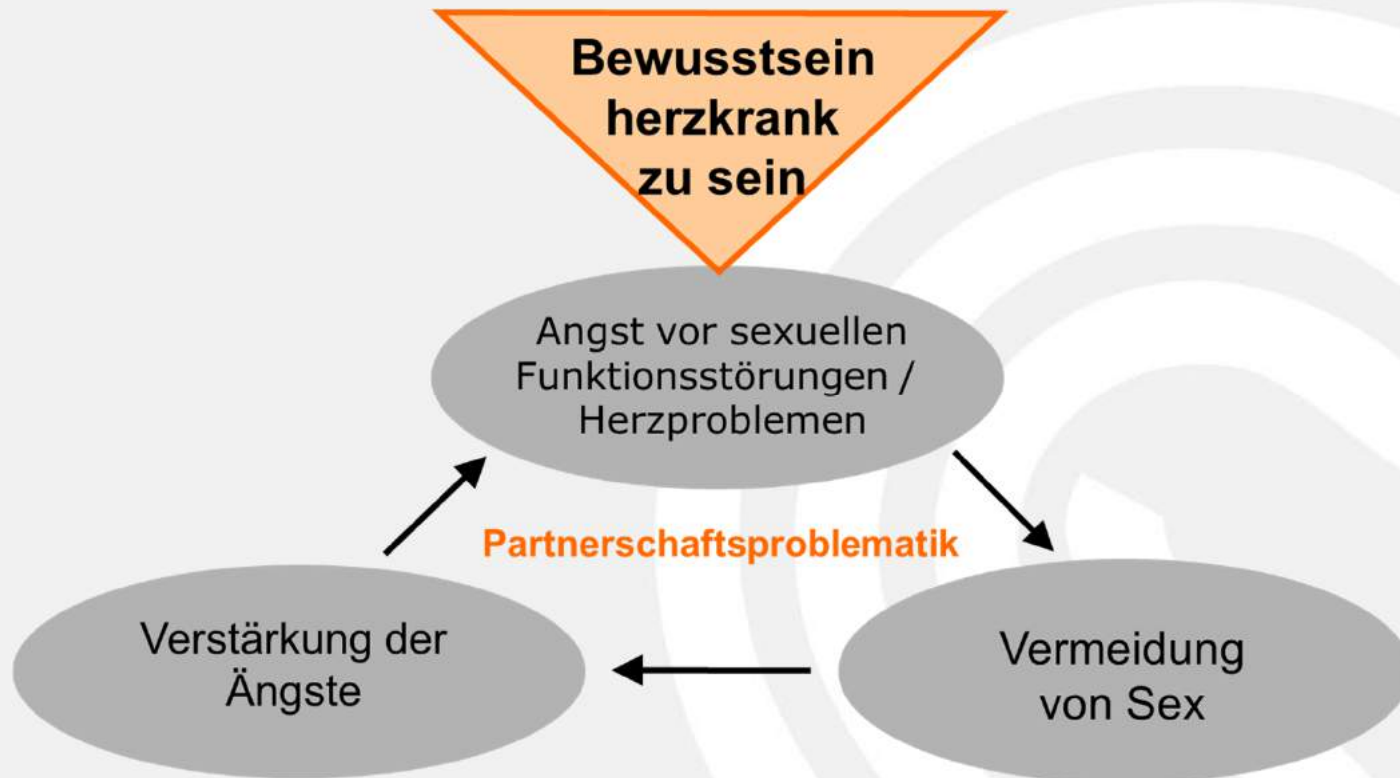 Bewusstsein
herzkrank
zu sein
Angst vor sexuellen
Funktionsstörungen /
Herzproblemen
Partnerschaftsproblematik
Verstärkung der
Ängste
Vermeidung
von Sex